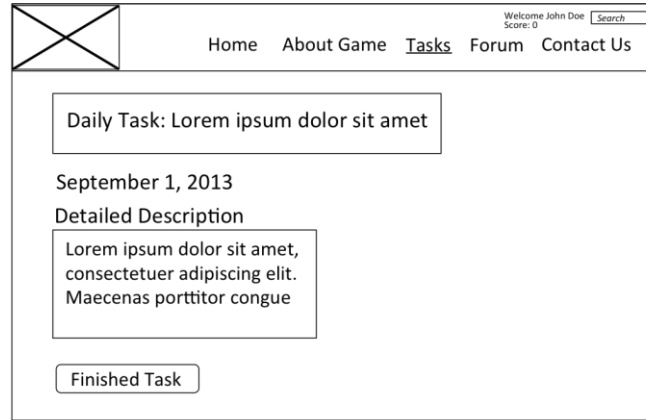 Welcome John Doe
Score: 0
Search
Home About Game Tasks Forum Contact Us
Daily Task: Lorem ipsum dolor sit amet
September 1, 2013
Detailed Description
Lorem ipsum dolor sit amet,
consectetuer adipiscing elit.
Maecenas porttitor congue
Finished Task